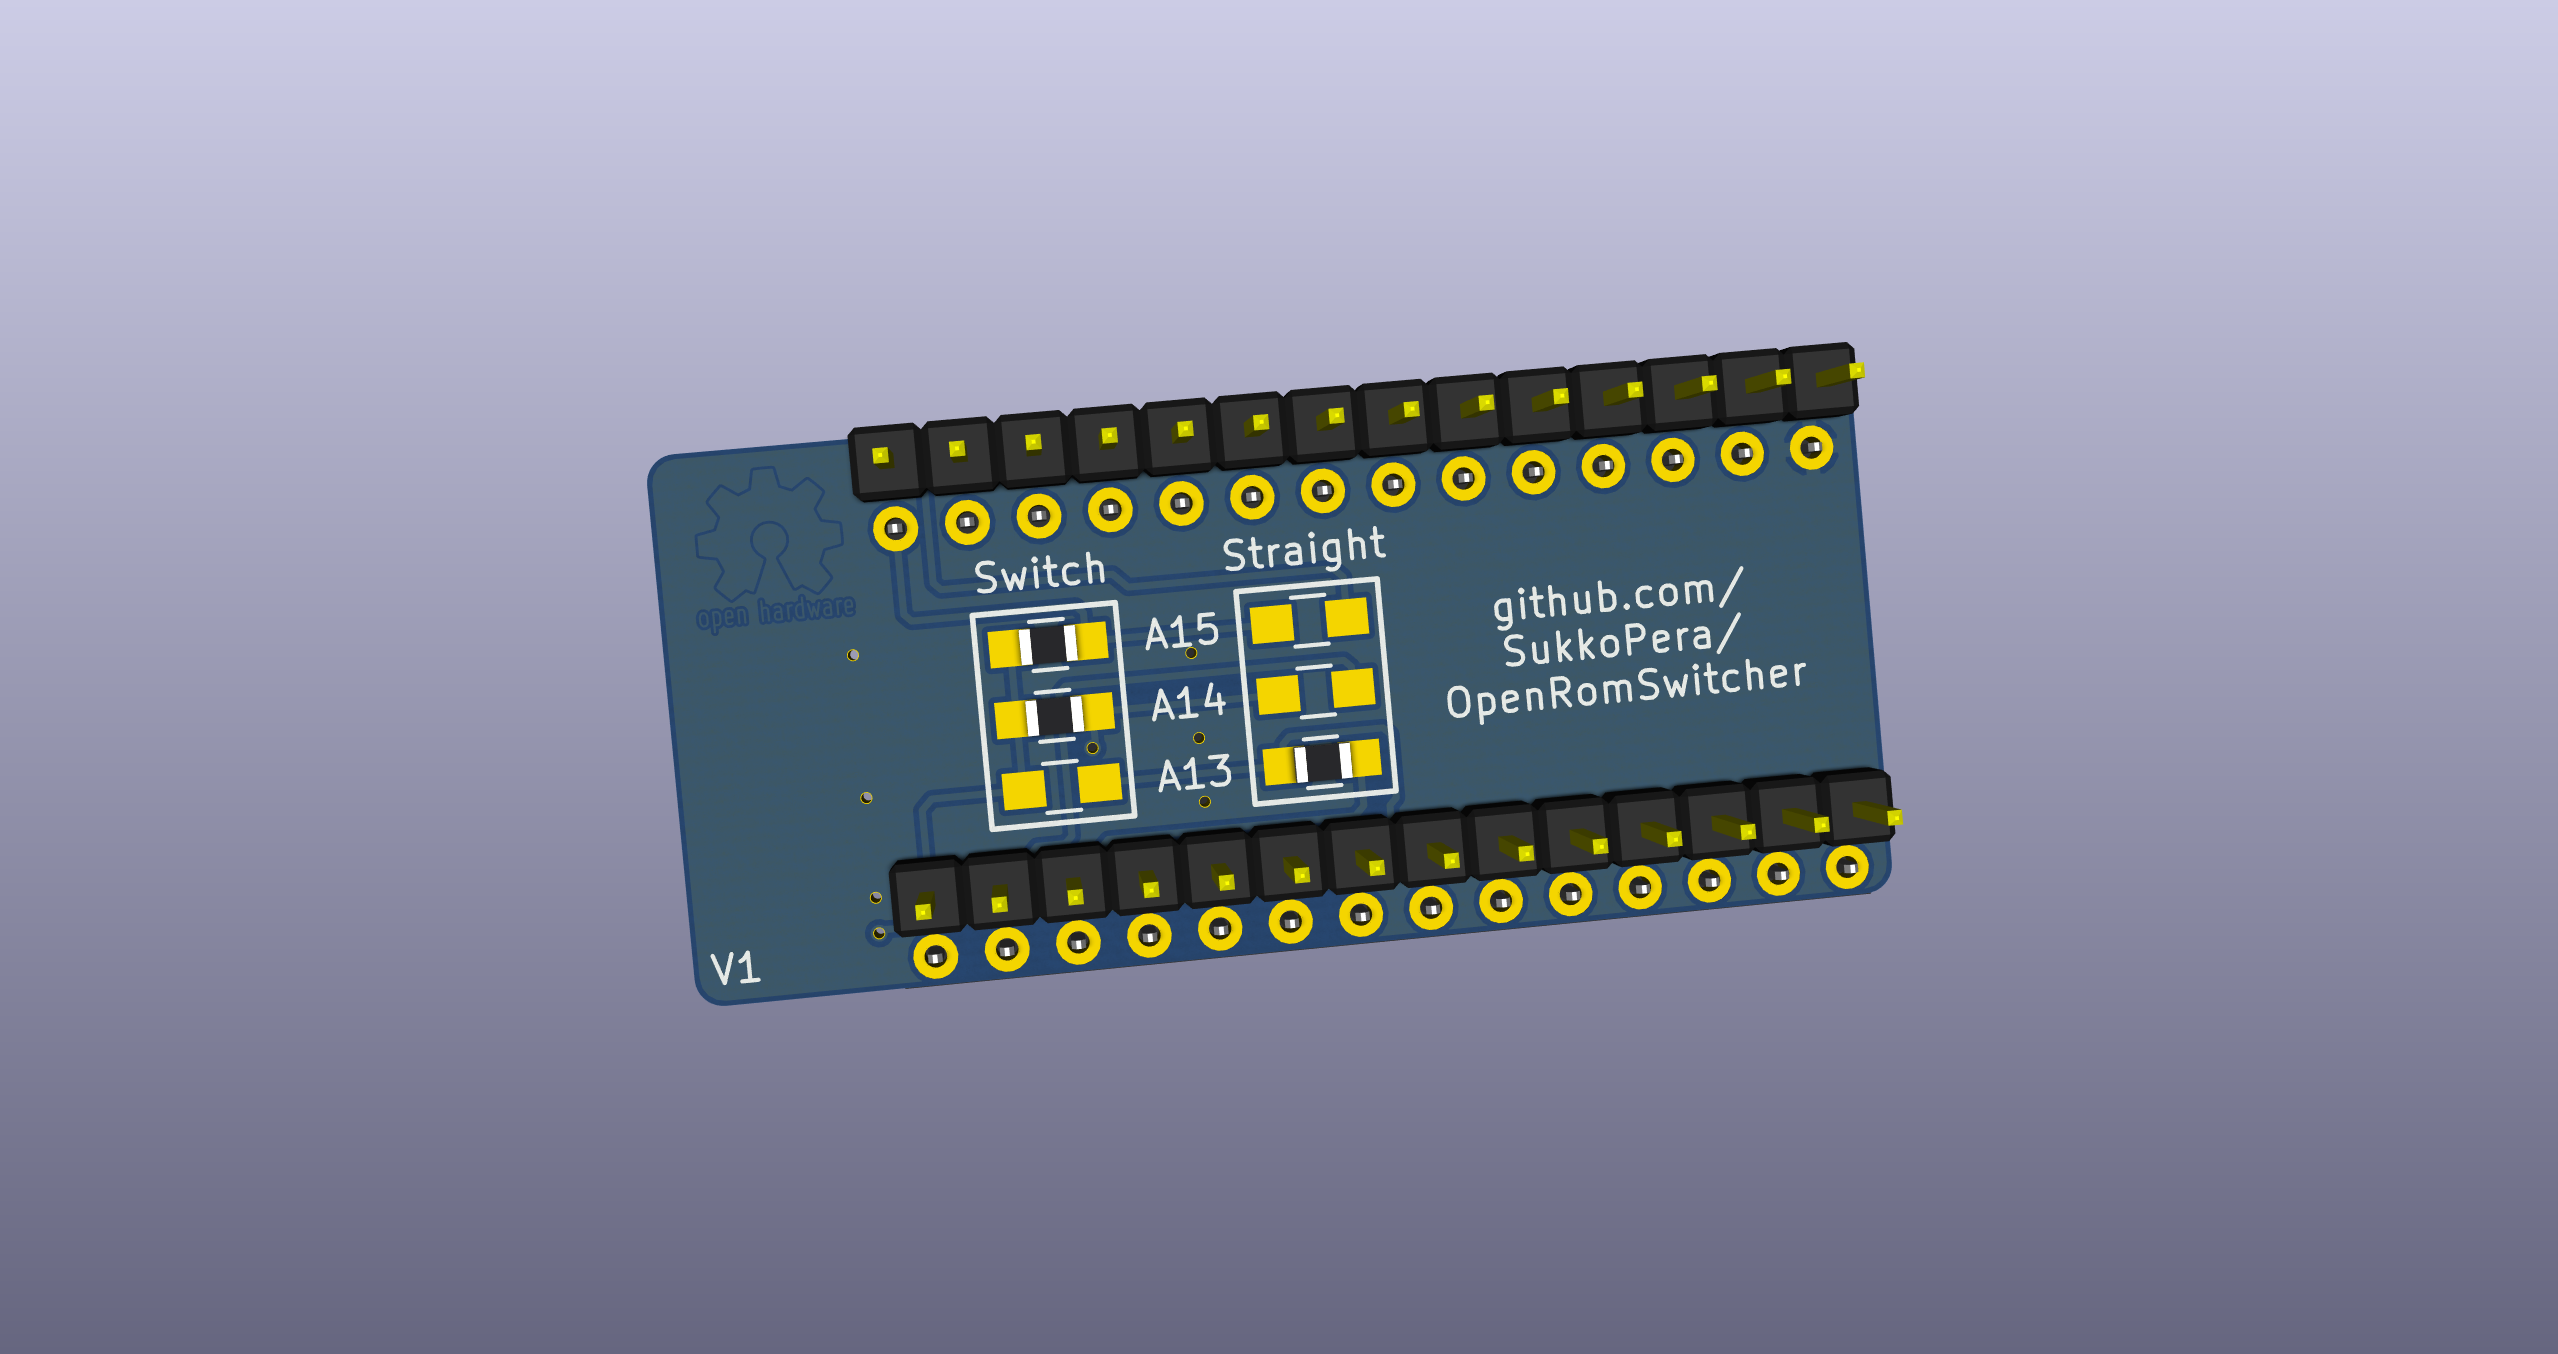 open hardware
Switch
Straight
A15
A14
A13
github.com/
SukkoPera/
OpenRomSwitcher
V1